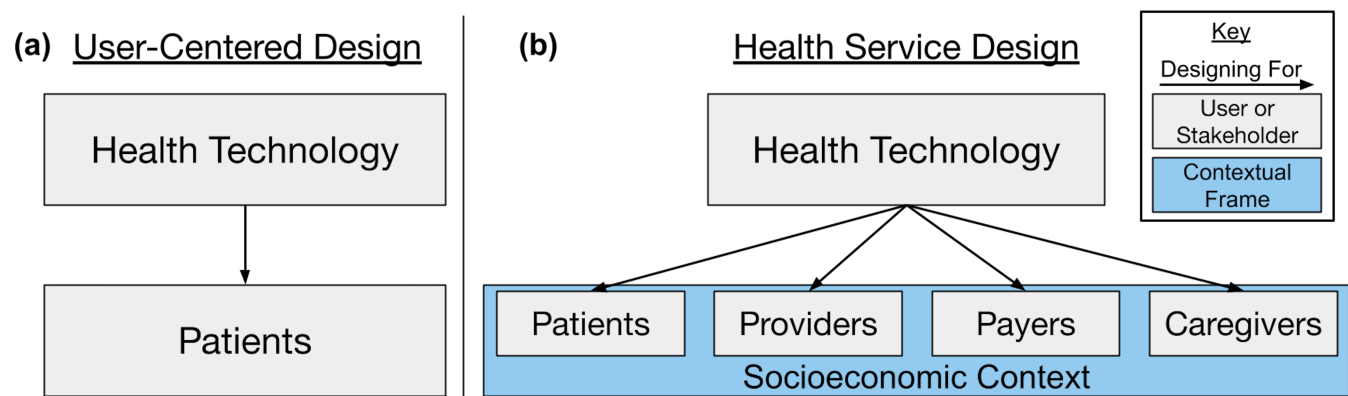 (a) User-Centered Design
Health Technology
Patients
(b) Health Service Design
Health Technology
Patients
Providers
Payers
Caregivers
Socioeconomic Context
Key
Designing For
User or
Stakeholder
Contextual
Frame